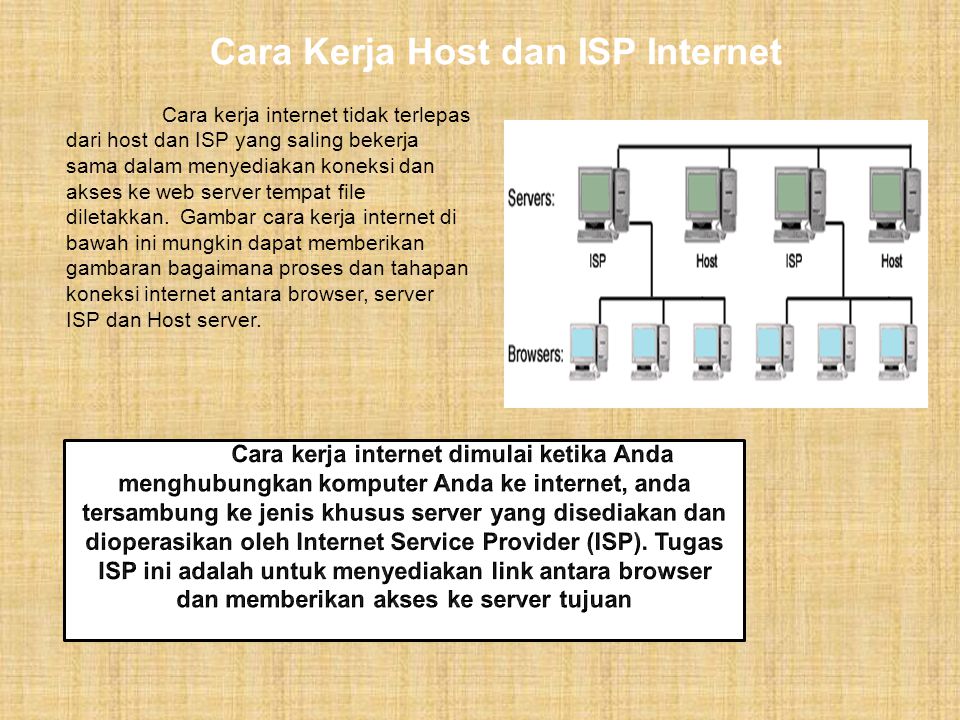 Cara Kerja Host dan ISP Internet
Cara kerja internet tidak terlepas
dari host dan ISP yang saling bekerja
sama dalam menyediakan koneksi dan
akses ke web server tempat file
diletakkan.  Gambar cara kerja internet di
bawah ini mungkin dapat memberikan
gambaran bagaimana proses dan tahapan
koneksi internet antara browser, server
ISP dan Host server.
Servers:
ISP Host ISP Host
Browsers:
Cara kerja internet dimulai ketika Anda
menghubungkan komputer Anda ke internet, anda
tersambung ke jenis khusus server yang disediakan dan
dioperasikan oleh Internet Service Provider (ISP). Tugas
ISP ini adalah untuk menyediakan link antara browser
dan memberikan akses ke server tujuan